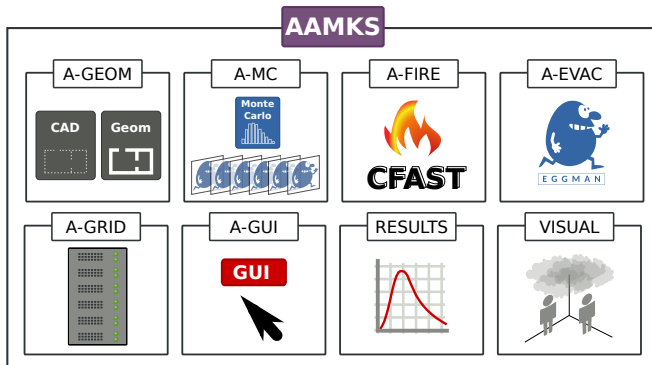 AAMKS
A-GEOM
A-MC
A-FIRE
A-EVAC
CAD
Geom
Monte
Carlo
CFAST
EGGMAN
A-GRID
A-GUI
RESULTS
VISUAL
GUI